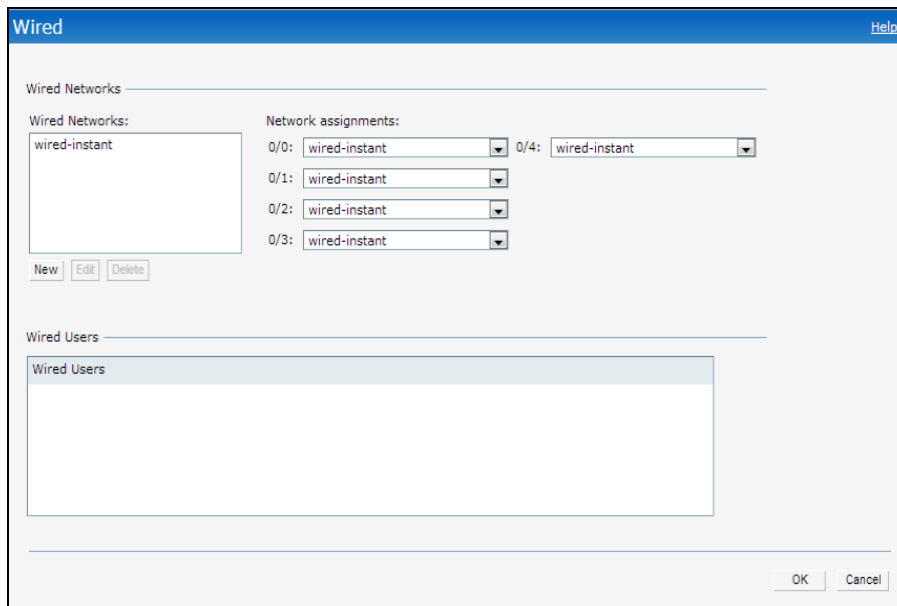 Wired
Help
Wired Networks
Wired Networks:
wired-instant
New
Edit
Delete
Network assignments:
0/0: wired-instant
0/4: wired-instant
0/1: wired-instant
0/2: wired-instant
0/3: wired-instant
Wired Users
Wired Users
OK
Cancel